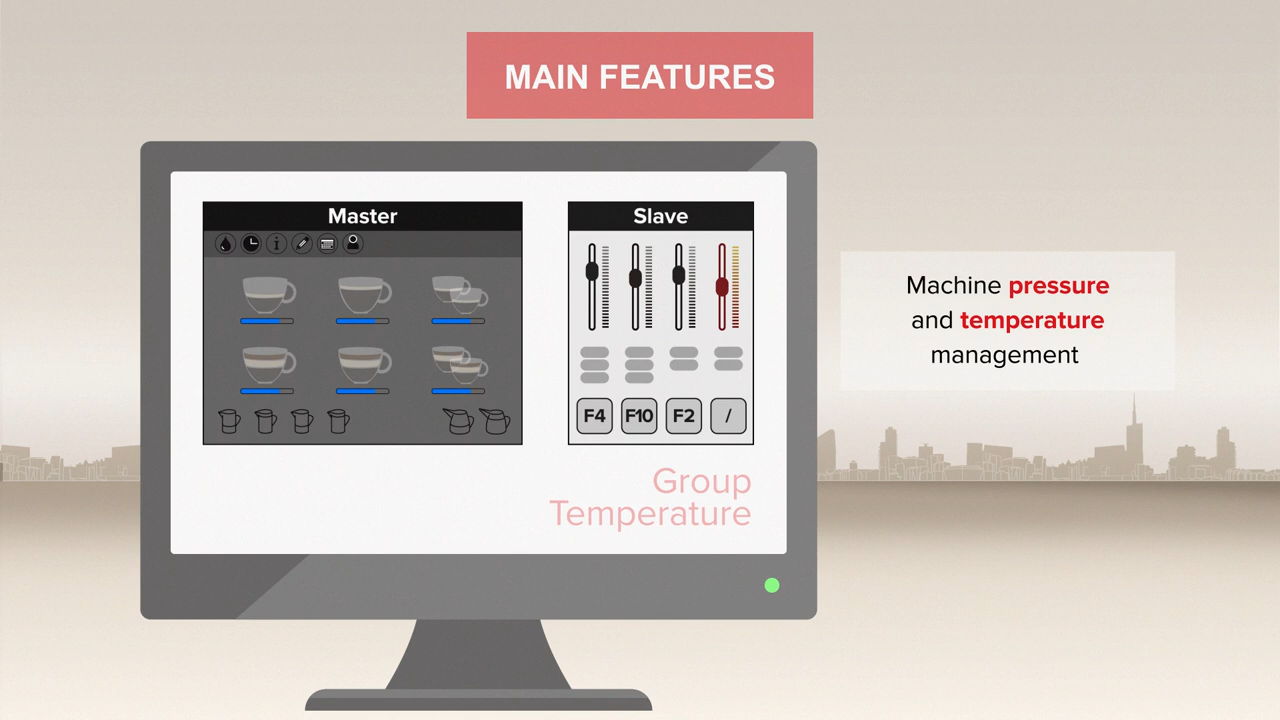 MAIN FEATURES
Master
Slave
F4 F10 F2 /
Group
Temperature
Machine pressure
and temperature
management